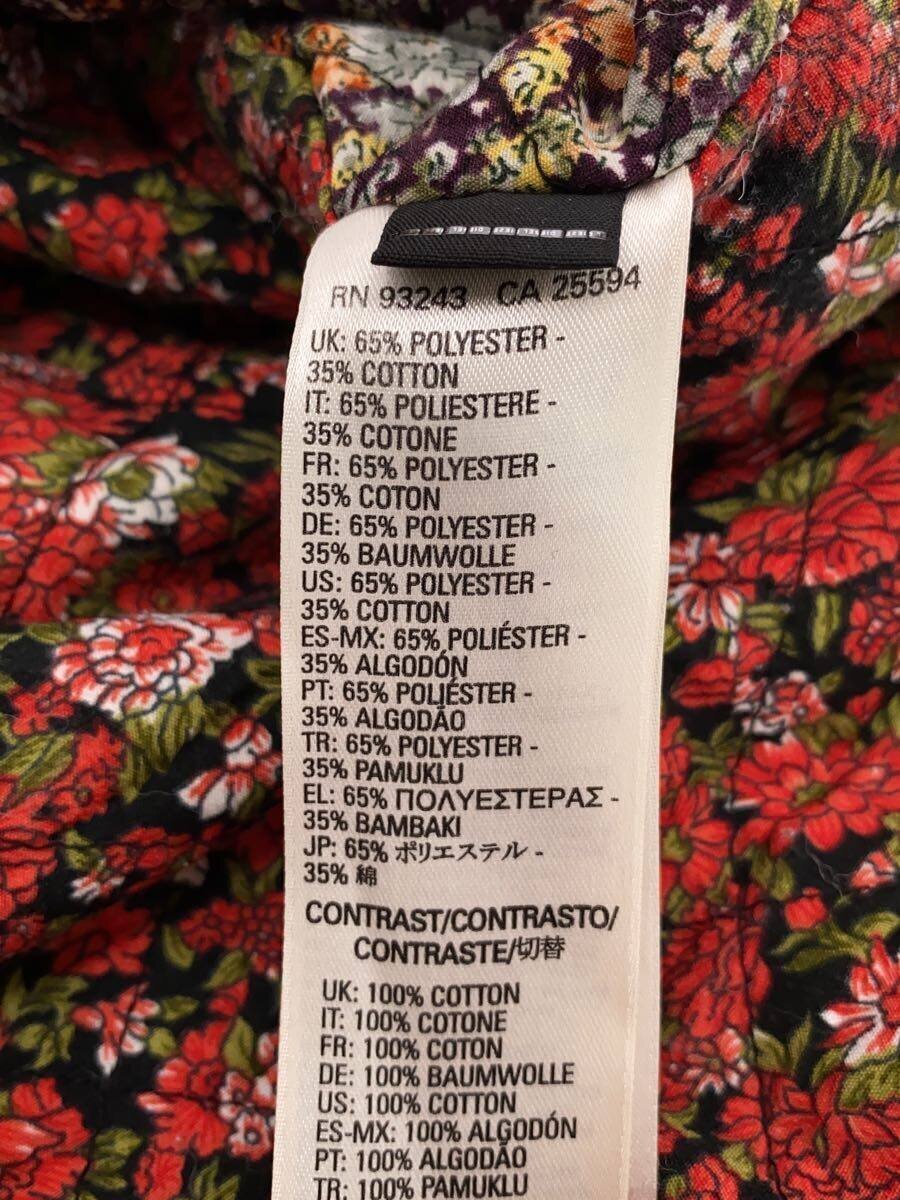 RN 93243 CA 25594
UK: 65% POLYESTER -
35% COTTON
IT: 65% POLIESTERE -
35% COTONE
FR: 65% POLYESTER -
35% COTON
DE: 65% POLYESTER -
35% BAUMWOLLE
US: 65% POLYESTER -
35% COTTON
ES-MX: 65% POLIÉSTER -
35% ALGODÓN
PT: 65% POLIÉSTER -
35% ALGODÃO
TR: 65% POLYESTER -
35% PAMUKLU
EL: 65% ΠΟΛΥΕΣΤΕΡΑΣ -
35% ΒΑΜΒΑΚΙ
JP: 65% ポリエステル -
35% 綿
CONTRAST/CONTRASTO/
CONTRASTE/切替
UK: 100% COTTON
IT: 100% COTONE
FR: 100% COTON
DE: 100% BAUMWOLLE
US: 100% COTTON
ES-MX: 100% ALGODÓN
PT: 100% ALGODÃO
TR: 100% PAMUKLU